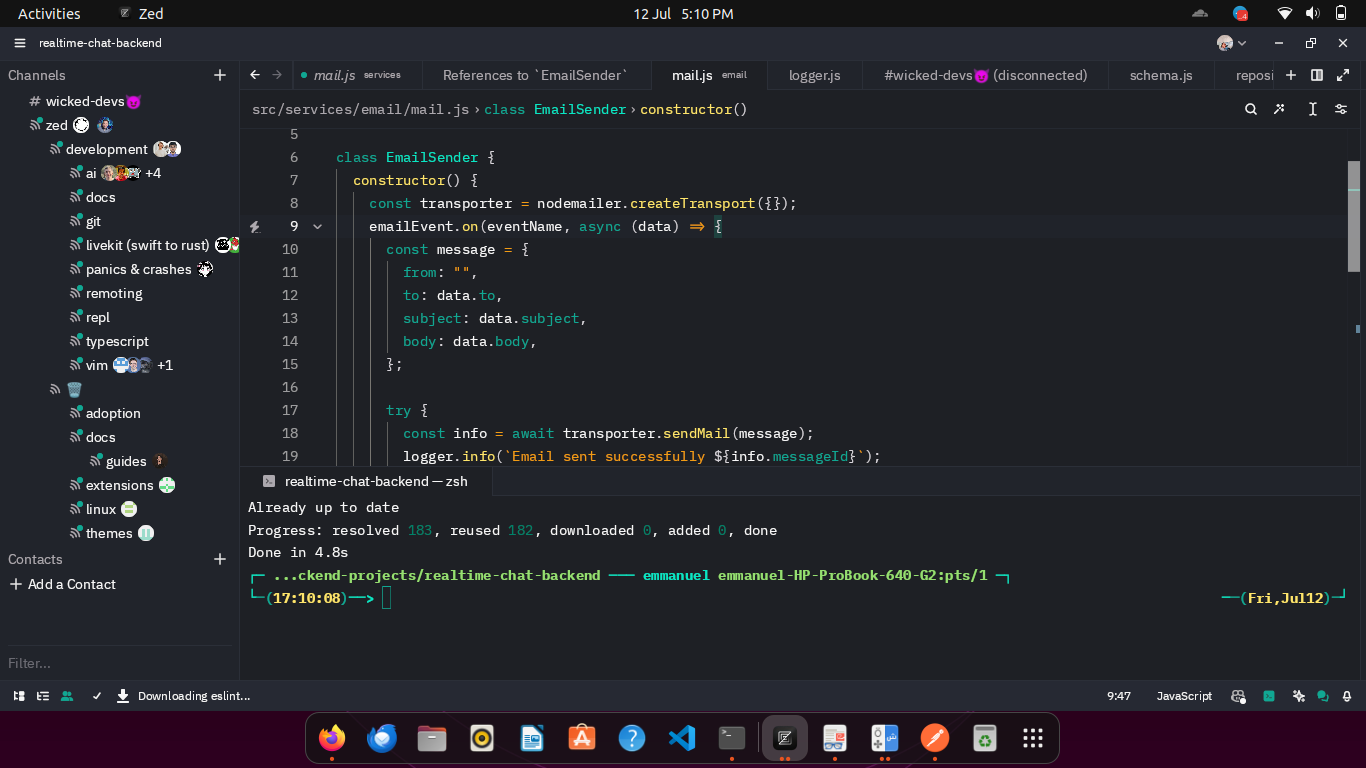 Activities Zed 12 Jul 5:10 PM
realtime-chat-backend
Channels
# wicked-devs😈
zed
development
ai +4
docs
git
livekit (swift to rust)
panics & crashes
remoting
repl
typescript
vim +1
🗑️
adoption
docs
guides
extensions
linux
themes
Contacts
Add a Contact
Filter...
mail.js services References to `EmailSender` mail.js email logger.js #wicked-devs😈 (disconnected) schema.js reposi
src/services/email/mail.js › class EmailSender › constructor()
5
6 class EmailSender {
7 constructor() {
8 const transporter = nodemailer.createTransport({});
9 emailEvent.on(eventName, async (data) => {
10 const message = {
11 from: "",
12 to: data.to,
13 subject: data.subject,
14 body: data.body,
15 };
16
17 try {
18 const info = await transporter.sendMail(message);
19 logger.info(`Email sent successfully ${info.messageId}`);
realtime-chat-backend — zsh
Already up to date
Progress: resolved 183, reused 182, downloaded 0, added 0, done
Done in 4.8s
┌─ ...ckend-projects/realtime-chat-backend ─── emmanuel emmanuel-HP-ProBook-640-G2:pts/1 ─┐
└─(17:10:08)──> ──(Fri,Jul12)─┘
Downloading eslint... 9:47 JavaScript